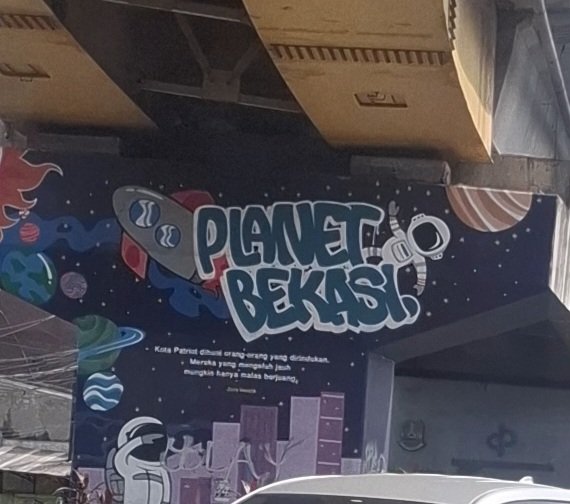 PLANET
BEKASI
Kota Patriot dihuni orang-orang yang dirindukan.
Mereka yang mengeluh jauh
mungkin hanya malas berjuang.